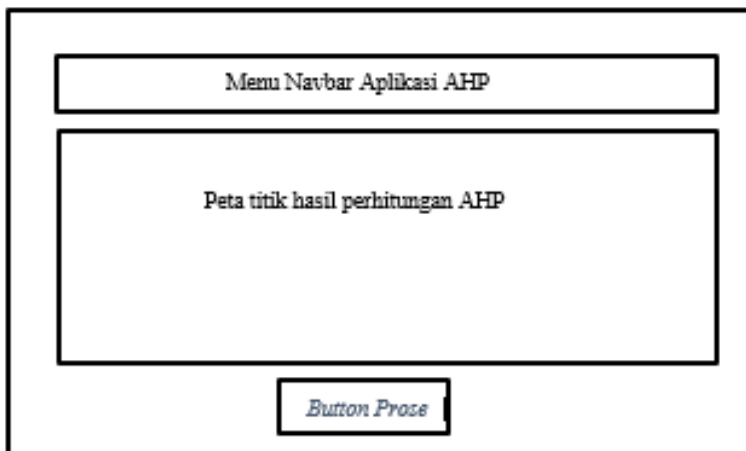 Menu Navbar Aplikasi AHP
Peta titik hasil perhitungan AHP
Button Prose